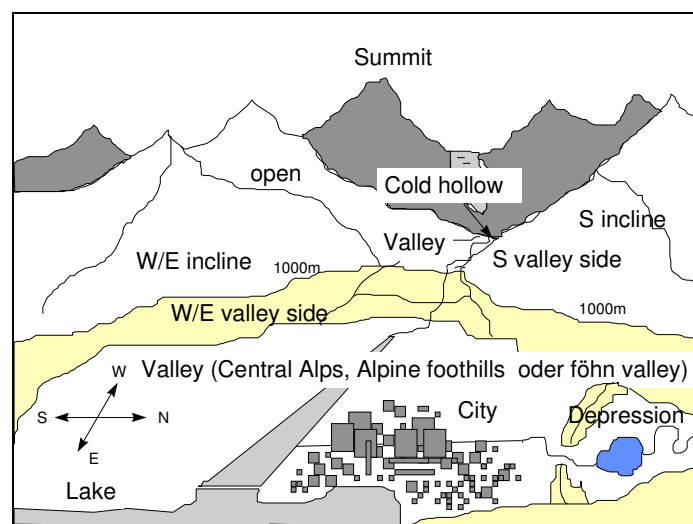 Summit
open
Cold hollow
S incline
Valley
W/E incline
S valley side
1000m
1000m
W/E valley side
Valley (Central Alps, Alpine foothills oder föhn valley)
W
S
N
E
City
Depression
Lake